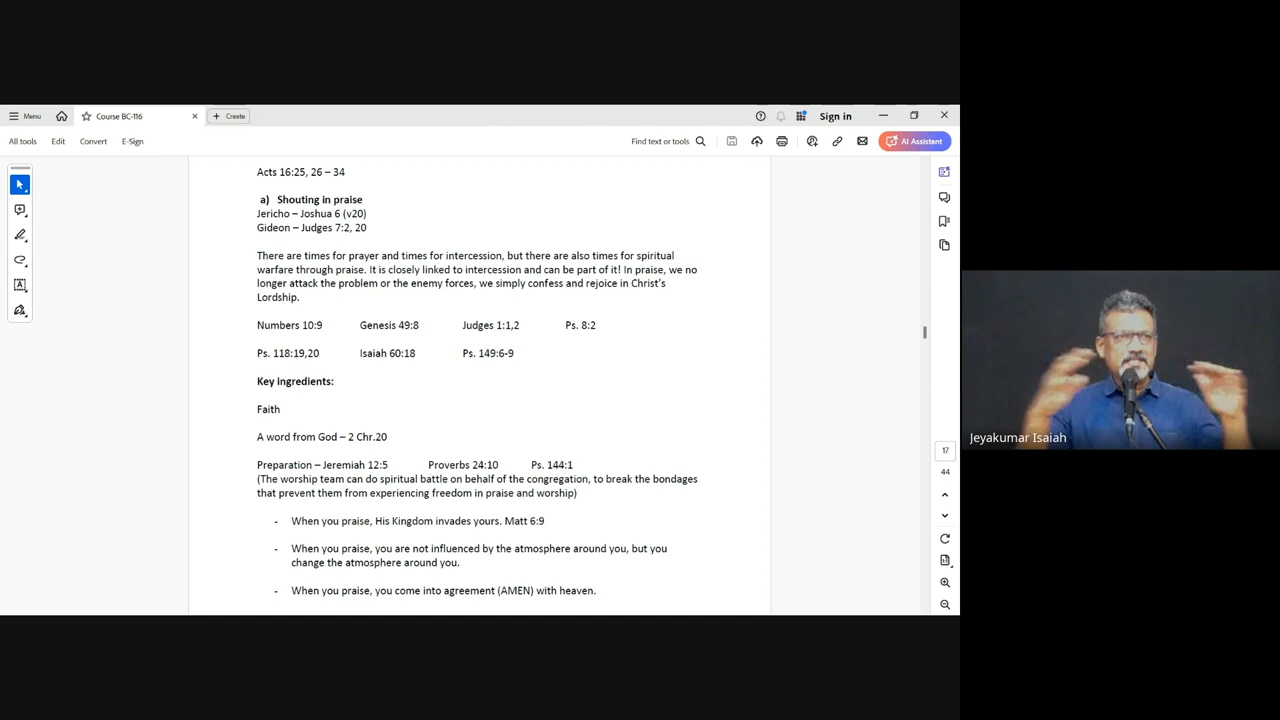 Menu
Course BC-116
Create
Sign in
All tools
Edit
Convert
E-Sign
Find text or tools
AI Assistant
Acts 16:25, 26 – 34
a) Shouting in praise
Jericho – Joshua 6 (v20)
Gideon – Judges 7:2, 20
There are times for prayer and times for intercession, but there are also times for spiritual
warfare through praise. It is closely linked to intercession and can be part of it! In praise, we no
longer attack the problem or the enemy forces, we simply confess and rejoice in Christ's
Lordship.
Numbers 10:9 Genesis 49:8 Judges 1:1,2 Ps. 8:2
Ps. 118:19,20 Isaiah 60:18 Ps. 149:6-9
Key ingredients:
Faith
A word from God – 2 Chr.20
Preparation – Jeremiah 12:5 Proverbs 24:10 Ps. 144:1
(The worship team can do spiritual battle on behalf of the congregation, to break the bondages
that prevent them from experiencing freedom in praise and worship)
- When you praise, His Kingdom invades yours. Matt 6:9
- When you praise, you are not influenced by the atmosphere around you, but you
change the atmosphere around you.
- When you praise, you come into agreement (AMEN) with heaven.
17
44
Jeyakumar Isaiah